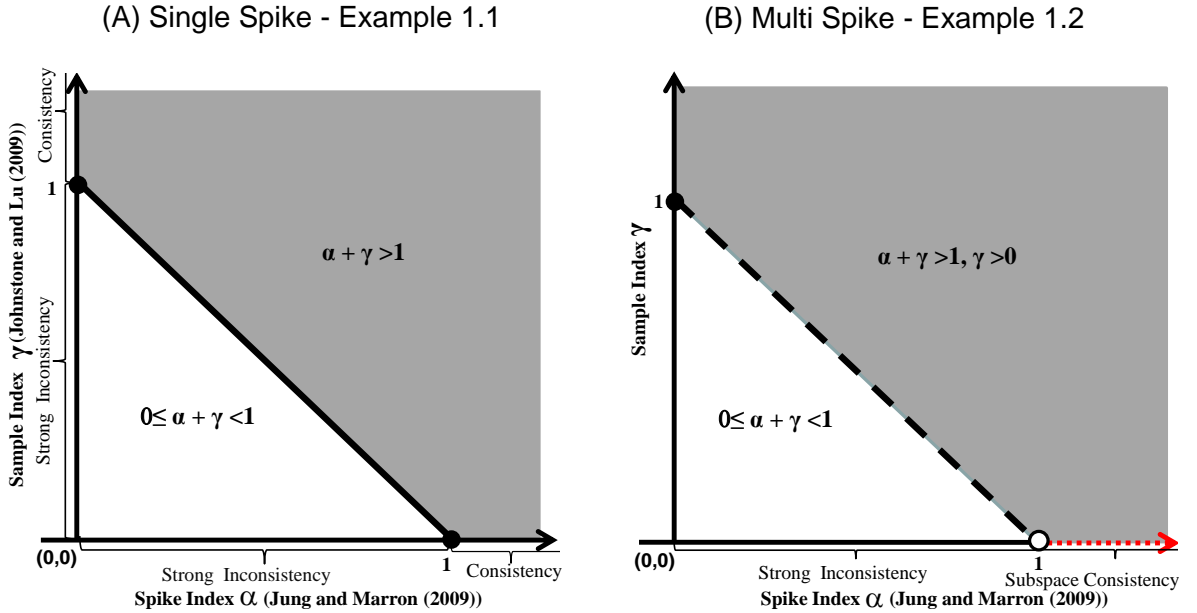 (A) Single Spike - Example 1.1
Sample Index γ (Johnstone and Lu (2009))
Strong Inconsistency
Consistency
1
α + γ >1
0≤ α + γ <1
(0,0)
1
Strong Inconsistency
Consistency
Spike Index α (Jung and Marron (2009))
(B) Multi Spike - Example 1.2
Sample Index γ
1
α + γ >1, γ >0
0≤ α + γ <1
(0,0)
1
Strong Inconsistency
Subspace Consistency
Spike Index α (Jung and Marron (2009))